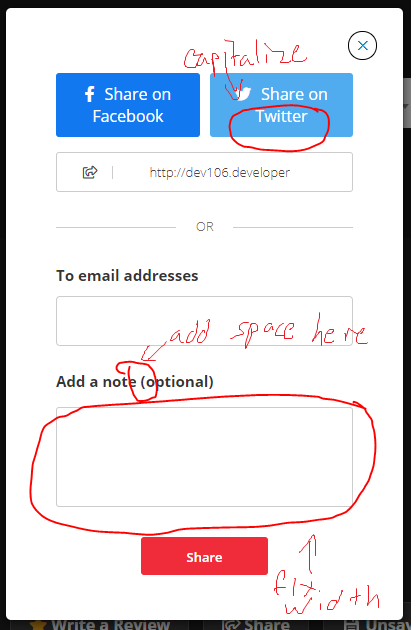 capitalize
Share on
Facebook
Share on
Twitter
http://dev106.developer
OR
To email addresses
add space here
Add a note (optional)
Share
fix
width
Write a Review
Share
Unsav